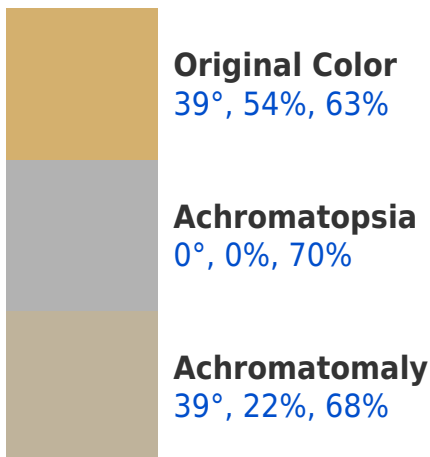 Original Color
39°, 54%, 63%
Achromatopsia
0°, 0%, 70%
Achromatomaly
39°, 22%, 68%